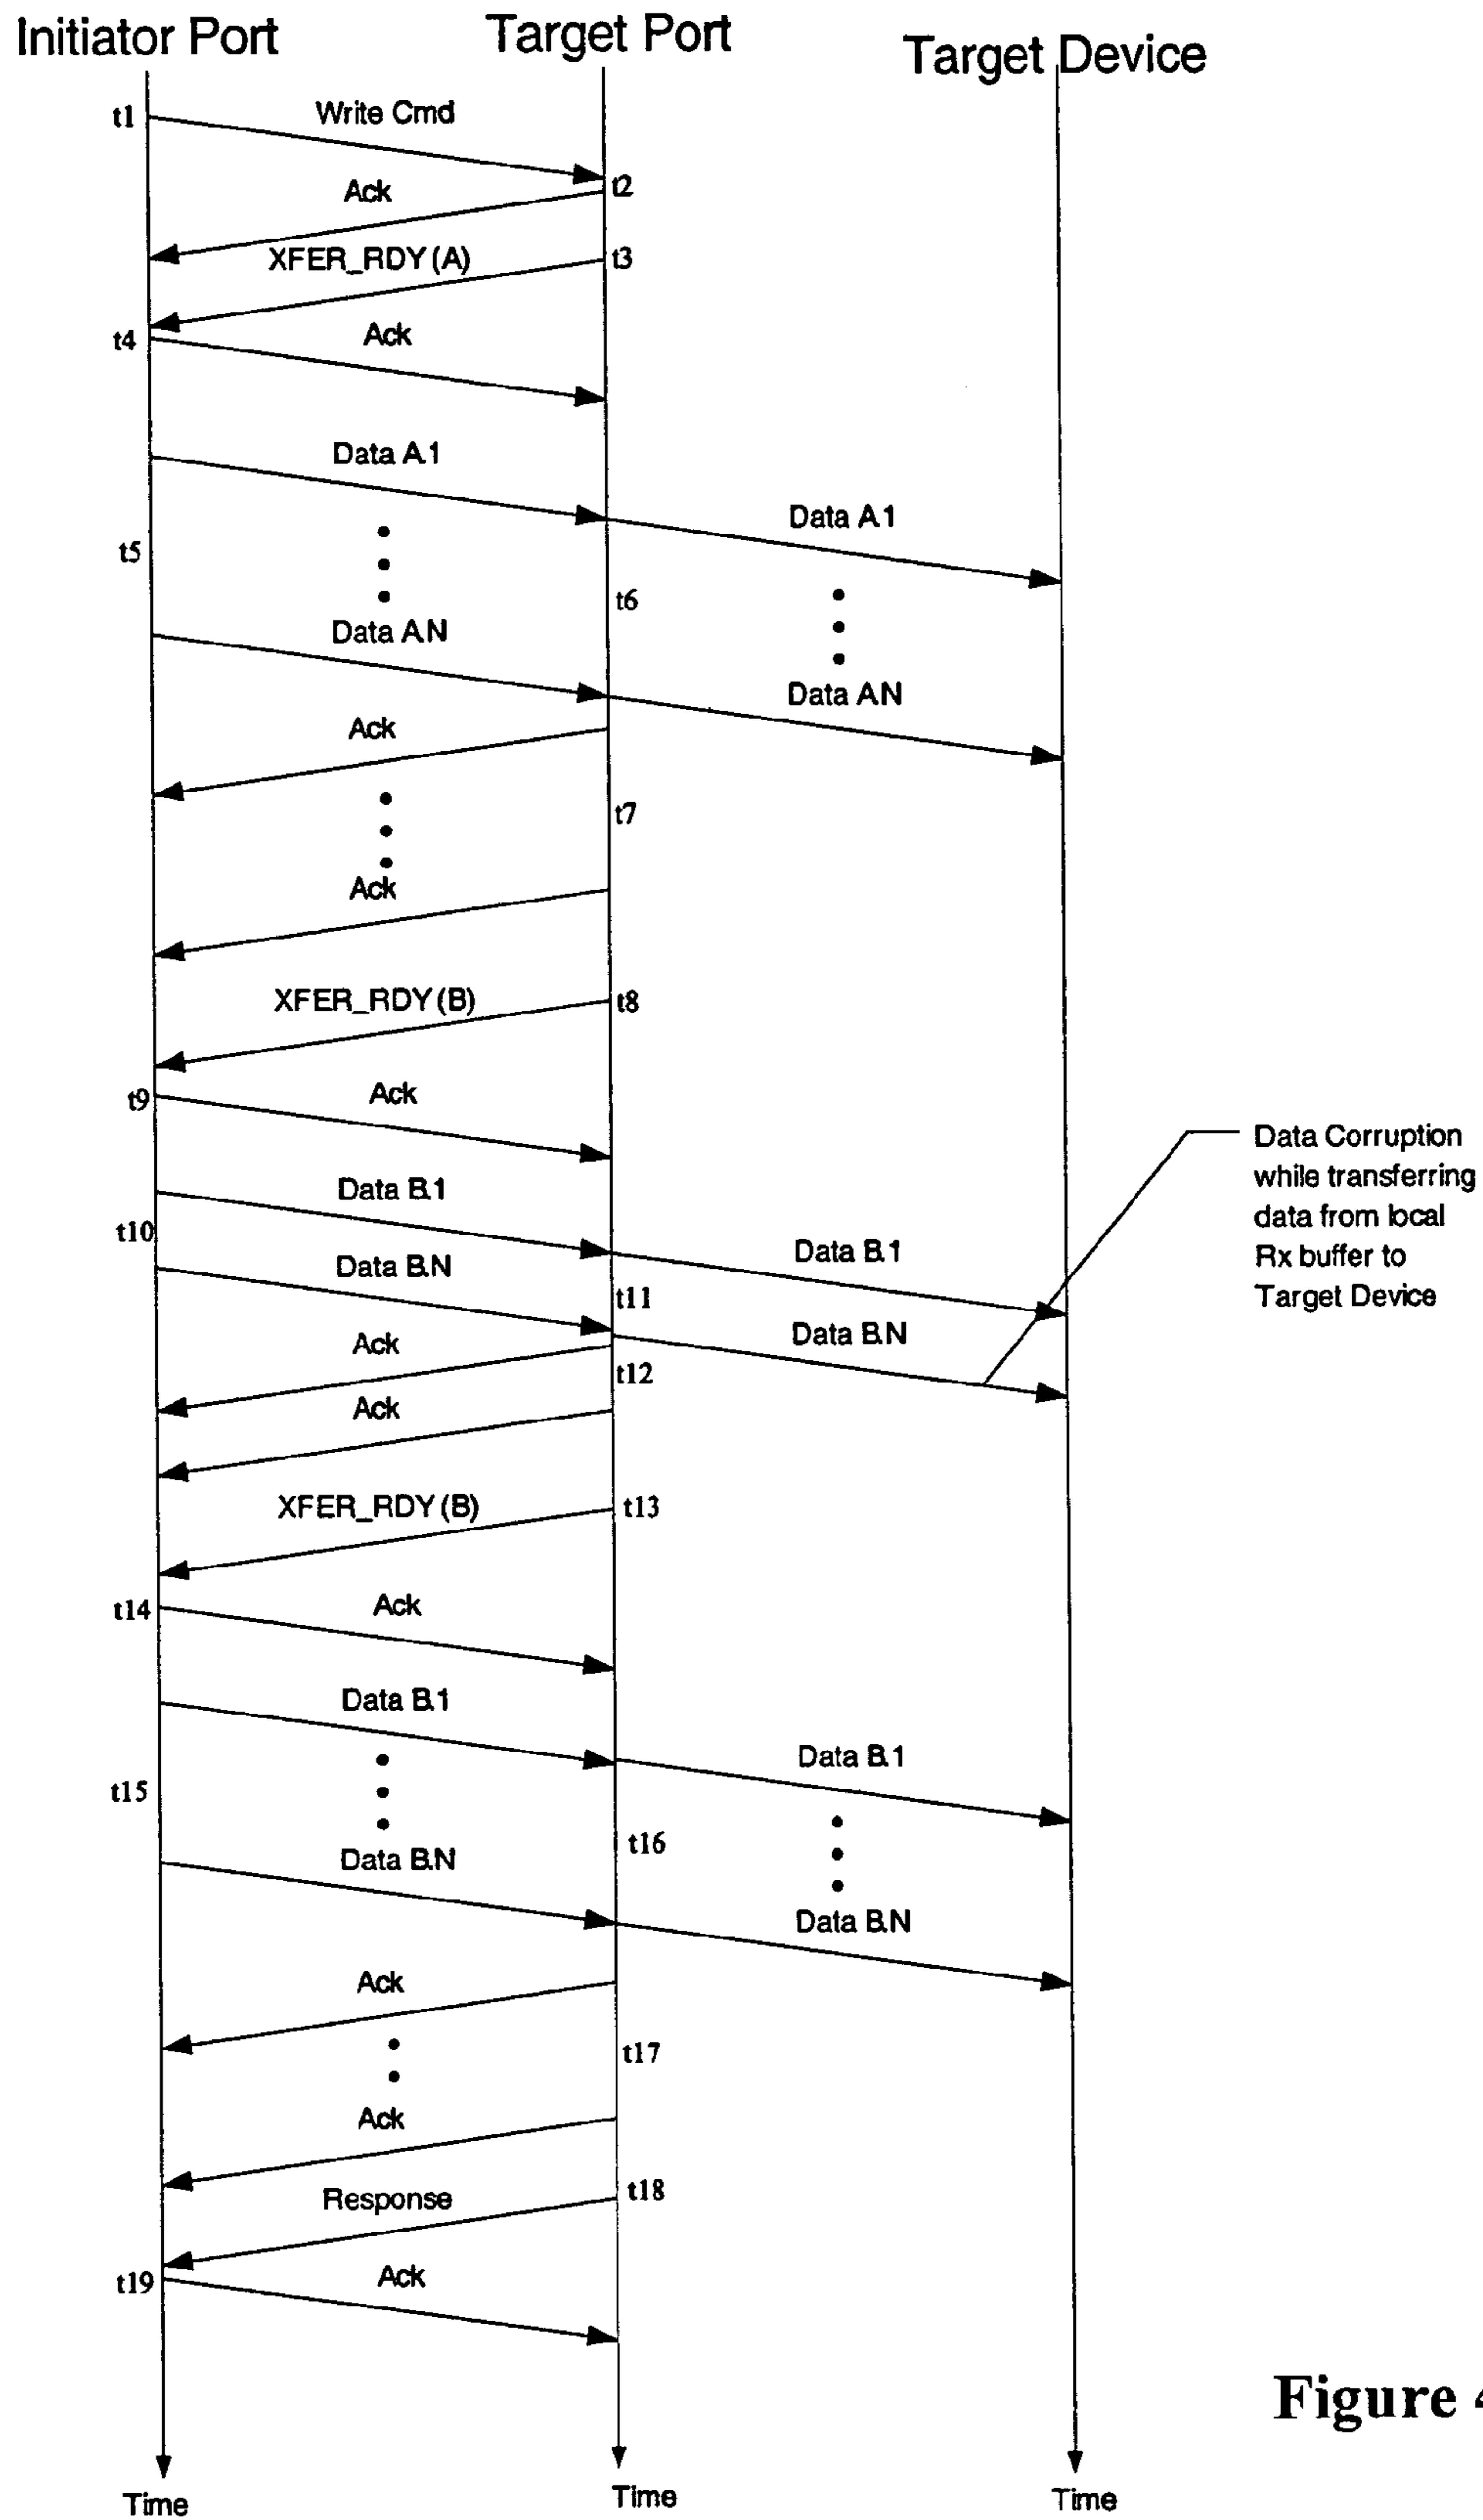 Initiator Port
Target Port
Target Device
t1
Write Cmd
t2
Ack
XFER_RDY (A)
t3
t4
Ack
Data A.1
Data A.1
t5
t6
Data A.N
Data A.N
Ack
t7
Ack
XFER_RDY (B)
t8
t9
Ack
Data Corruption
while transferring
data from local
Rx buffer to
Target Device
Data B.1
t10
Data B.1
Data B.N
t11
Data B.N
Ack
t12
Ack
XFER_RDY (B)
t13
t14
Ack
Data B.1
Data B.1
t15
t16
Data B.N
Data B.N
Ack
t17
Ack
t18
Response
t19
Ack
Figure 4
Time
Time
Time